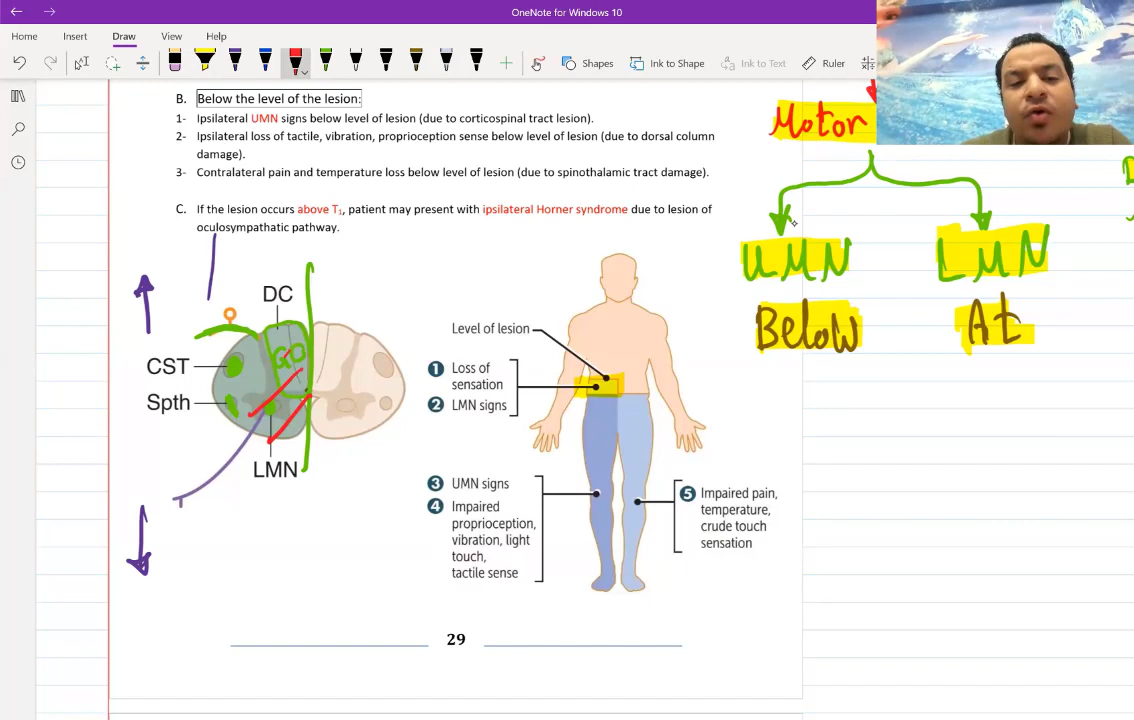 OneNote for Windows 10
Home Insert Draw View Help
Shapes Ink to Shape Ink to Text Ruler
B. Below the level of the lesion:
1- Ipsilateral UMN signs below level of lesion (due to corticospinal tract lesion).
2- Ipsilateral loss of tactile, vibration, proprioception sense below level of lesion (due to dorsal column
damage).
3- Contralateral pain and temperature loss below level of lesion (due to spinothalamic tract damage).
C. If the lesion occurs above T1, patient may present with ipsilateral Horner syndrome due to lesion of
oculosympathetic pathway.
DC
CST
Spth
LMN
Level of lesion
1 Loss of
sensation
2 LMN signs
3 UMN signs
4 Impaired
proprioception,
vibration, light
touch,
tactile sense
5 Impaired pain,
temperature,
crude touch
sensation
29
Motor
UMN LMN
Below At